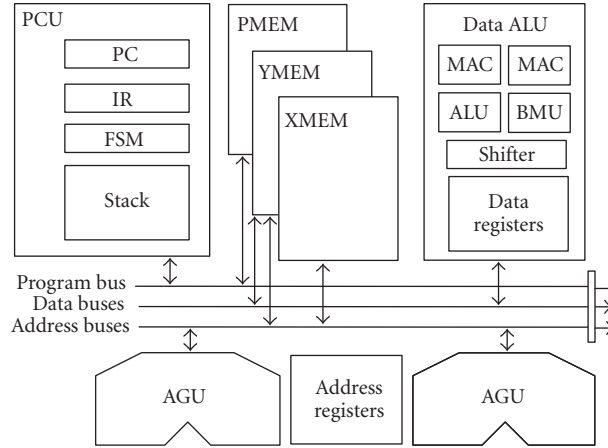 PCU
PC
IR
FSM
Stack
PMEM
YMEM
XMEM
Data ALU
MAC
MAC
ALU
BMU
Shifter
Data
registers
Program bus
Data buses
Address buses
AGU
Address
registers
AGU